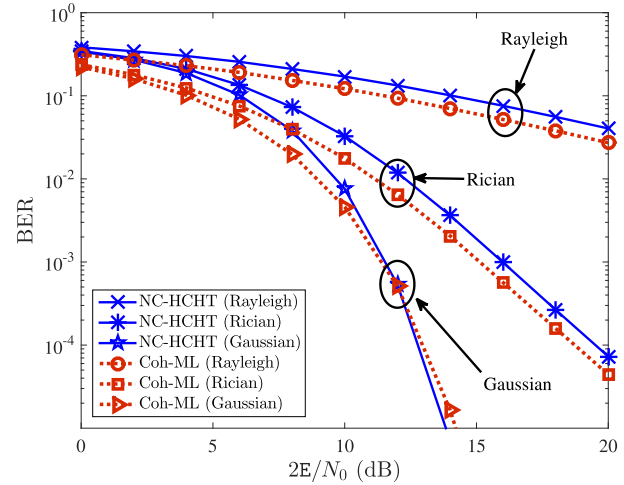 10^0
10^-1
10^-2
10^-3
10^-4
BER
0
5
10
15
20
2E/N_0 (dB)
Rayleigh
Rician
Gaussian
NC-HCHT (Rayleigh)
NC-HCHT (Rician)
NC-HCHT (Gaussian)
Coh-ML (Rayleigh)
Coh-ML (Rician)
Coh-ML (Gaussian)